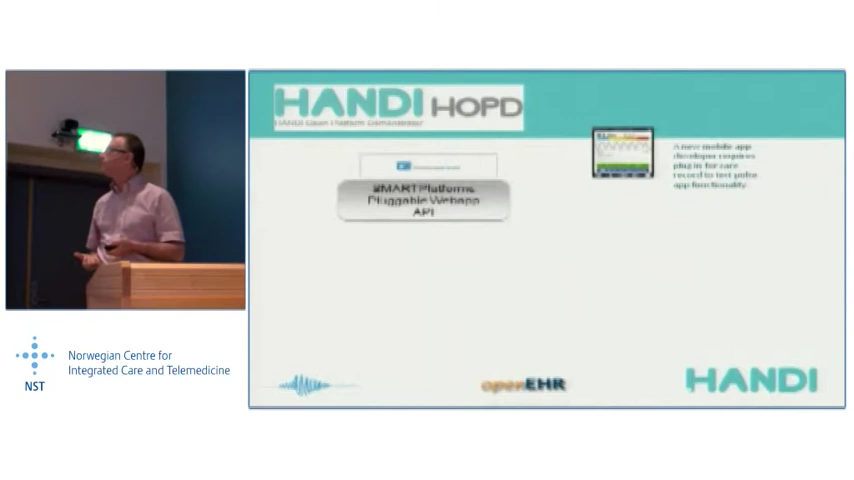 HANDI HOPD
HANDI Open Platform Demonstrator
A new mobile app
developer requires
plug in for care
record to test pulse
app functionality
SMART Platforms
Pluggable Webapp
API
Norwegian Centre for
Integrated Care and Telemedicine
NST
openEHR
HANDI